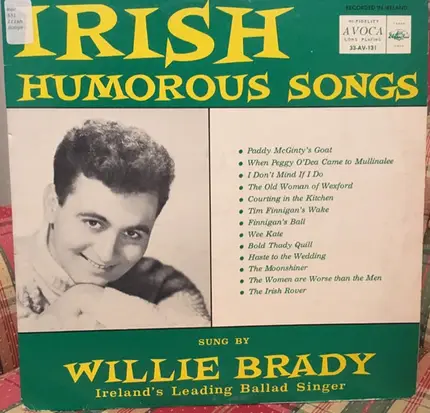 RECORDED IN IRELAND
HI-FIDELITY
AVOCA
LONG PLAYING
33-AV-131
IRISH
HUMOROUS SONGS
• Paddy McGinty's Goat
• When Peggy O'Dea Came to Mullinalee
• I Don't Mind If I Do
• The Old Woman of Wexford
• Courting in the Kitchen
• Tim Finnigan's Wake
• Finnigan's Ball
• Wee Kate
• Bold Thady Quill
• Haste to the Wedding
• The Moonshiner
• The Women are Worse than the Men
• The Irish Rover
SUNG BY
WILLIE BRADY
Ireland's Leading Ballad Singer